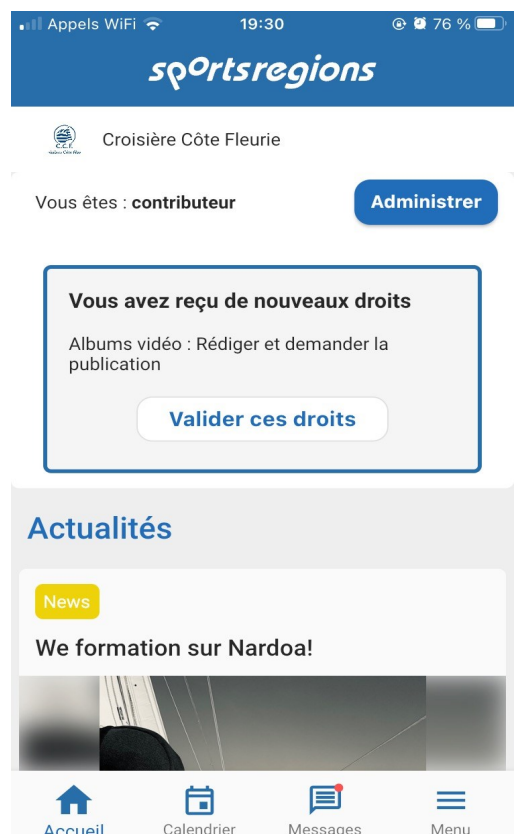 Appels WiFi 19:30 76 %
sportsregions
C.C.F.
Croisière Côte Fleurie
Vous êtes : contributeur
Administrer
Vous avez reçu de nouveaux droits
Albums vidéo : Rédiger et demander la
publication
Valider ces droits
Actualités
News
We formation sur Nardoa!
Accueil Calendrier Messages Menu